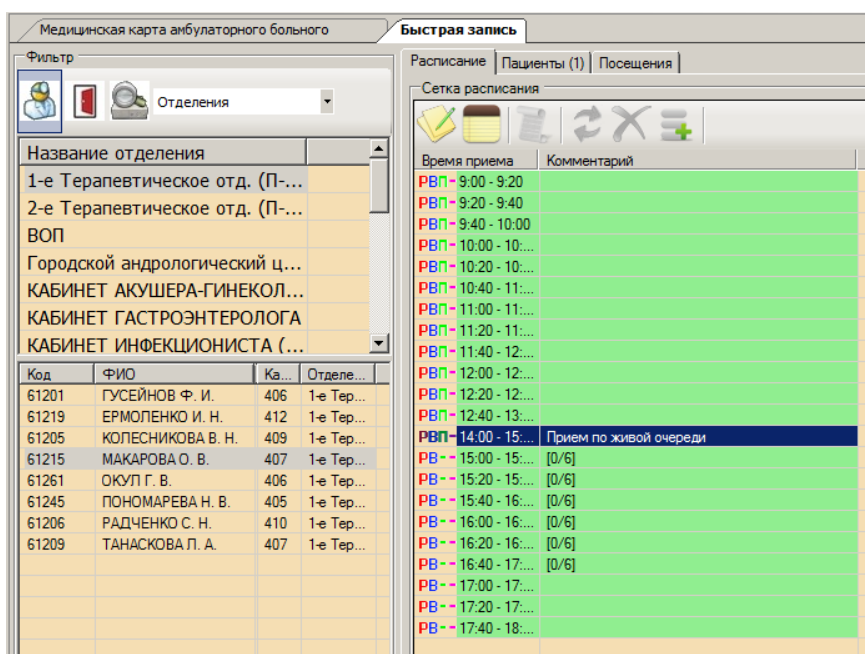 Медицинская карта амбулаторного больного
Быстрая запись
Фильтр
Отделения
Название отделения
1-е Терапевтическое отд. (П-...
2-е Терапевтическое отд. (П-...
ВОП
Городской андрологический ц...
КАБИНЕТ АКУШЕРА-ГИНЕКОЛ...
КАБИНЕТ ГАСТРОЭНТЕРОЛОГА
КАБИНЕТ ИНФЕКЦИОНИСТА (...
Код ФИО Ка... Отделе...
61201 ГУСЕЙНОВ Ф. И. 406 1-е Тер...
61219 ЕРМОЛЕНКО И. Н. 412 1-е Тер...
61205 КОЛЕСНИКОВА В. Н. 409 1-е Тер...
61215 МАКАРОВА О. В. 407 1-е Тер...
61261 ОКУЛ Г. В. 406 1-е Тер...
61245 ПОНОМАРЕВА Н. В. 405 1-е Тер...
61206 РАДЧЕНКО С. Н. 410 1-е Тер...
61209 ТАНАСКОВА Л. А. 407 1-е Тер...
Расписание Пациенты (1) Посещения
Сетка расписания
Время приема Комментарий
РВП- 9:00 - 9:20
РВП- 9:20 - 9:40
РВП- 9:40 - 10:00
РВП- 10:00 - 10:...
РВП- 10:20 - 10:...
РВП- 10:40 - 11:...
РВП- 11:00 - 11:...
РВП- 11:20 - 11:...
РВП- 11:40 - 12:...
РВП- 12:00 - 12:...
РВП- 12:20 - 12:...
РВП- 12:40 - 13:...
РВП- 14:00 - 15:... Прием по живой очереди
РВ-- 15:00 - 15:... [0/6]
РВ-- 15:20 - 15:... [0/6]
РВ-- 15:40 - 16:... [0/6]
РВ-- 16:00 - 16:... [0/6]
РВ-- 16:20 - 16:... [0/6]
РВ-- 16:40 - 17:... [0/6]
РВ-- 17:00 - 17:...
РВ-- 17:20 - 17:...
РВ-- 17:40 - 18:...